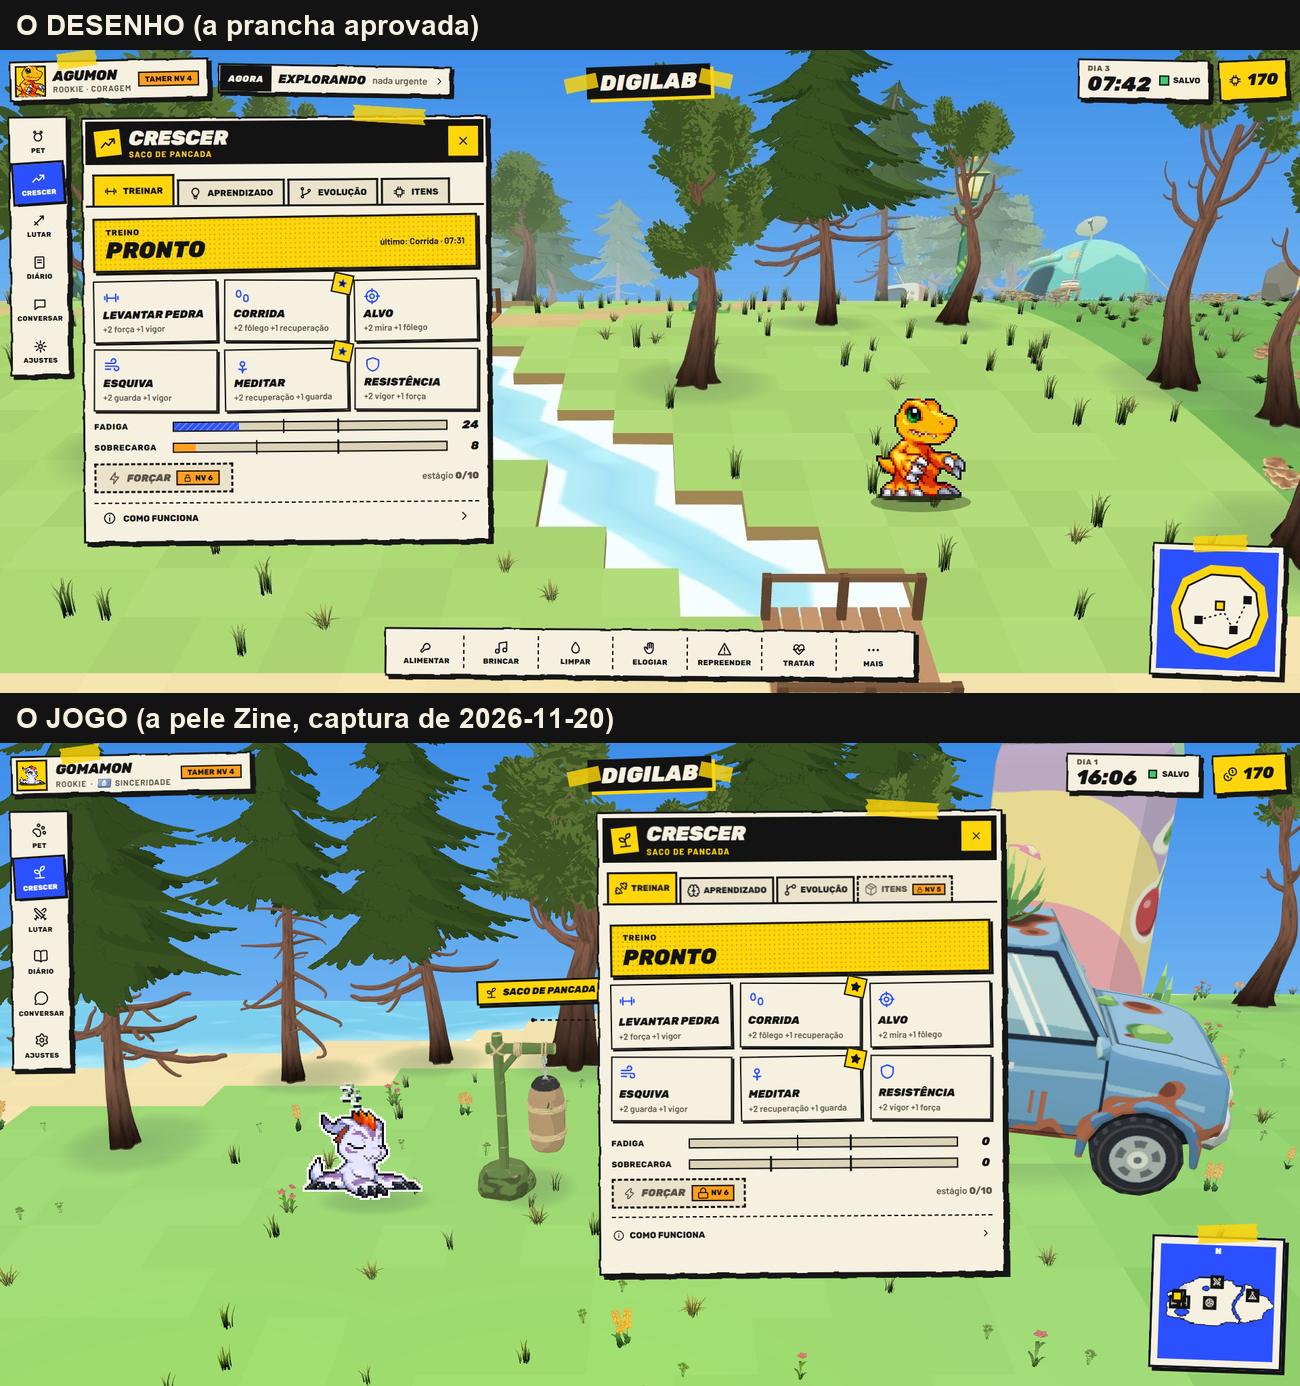 O DESENHO (a prancha aprovada)
AGUMON
ROOKIE · CORAGEM
TAMER NV 4
AGORA
EXPLORANDO
nada urgente
DIGILAB
DIA 3
07:42
SALVO
170
PET
CRESCER
LUTAR
DIÁRIO
CONVERSAR
AJUSTES
CRESCER
SACO DE PANCADA
TREINAR
APRENDIZADO
EVOLUÇÃO
ITENS
TREINO
PRONTO
último: Corrida · 07:31
LEVANTAR PEDRA
+2 força +1 vigor
CORRIDA
+2 fôlego +1 recuperação
ALVO
+2 mira +1 fôlego
ESQUIVA
+2 guarda +1 vigor
MEDITAR
+2 recuperação +1 guarda
RESISTÊNCIA
+2 vigor +1 força
FADIGA
24
SOBRECARGA
8
FORÇAR
NV 6
estágio 0/10
COMO FUNCIONA
ALIMENTAR
BRINCAR
LIMPAR
ELOGIAR
REPREENDER
TRATAR
MAIS
O JOGO (a pele Zine, captura de 2026-11-20)
GOMAMON
ROOKIE · SINCERIDADE
TAMER NV 4
DIGILAB
DIA 1
16:06
SALVO
170
PET
CRESCER
LUTAR
DIÁRIO
CONVERSAR
AJUSTES
SACO DE PANCADA
CRESCER
SACO DE PANCADA
TREINAR
APRENDIZADO
EVOLUÇÃO
ITENS
NV 5
TREINO
PRONTO
LEVANTAR PEDRA
+2 força +1 vigor
CORRIDA
+2 fôlego +1 recuperação
ALVO
+2 mira +1 fôlego
ESQUIVA
+2 guarda +1 vigor
MEDITAR
+2 recuperação +1 guarda
RESISTÊNCIA
+2 vigor +1 força
FADIGA
0
SOBRECARGA
0
FORÇAR
NV 6
estágio 0/10
COMO FUNCIONA
N